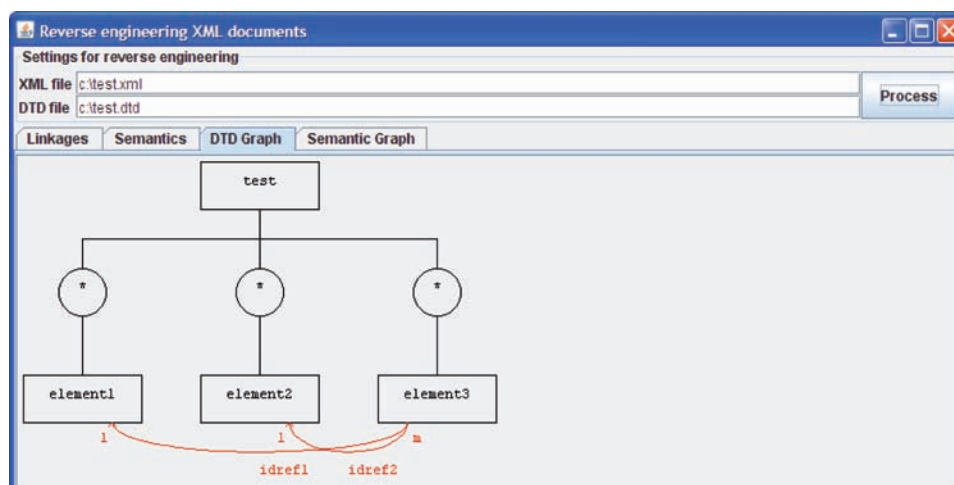 Reverse engineering XML documents
Settings for reverse engineering
XML file c:\test.xml
DTD file c:\test.dtd
Process
Linkages Semantics DTD Graph Semantic Graph
test
* * *
element1 element2 element3
1 1 m
idref1 idref2